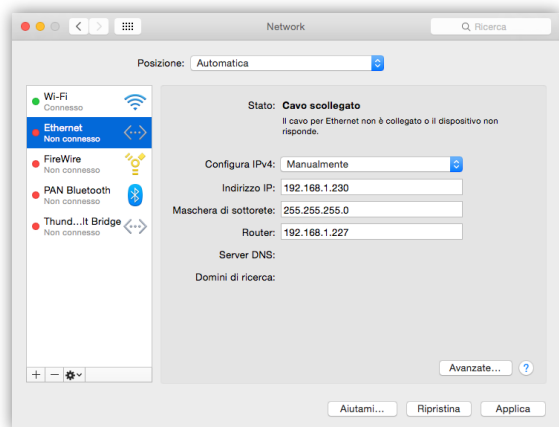 Network
Ricerca
Posizione: Automatica
Wi-Fi
Connesso
Ethernet
Non connesso
FireWire
Non connesso
PAN Bluetooth
Non connesso
Thund...lt Bridge
Non connesso
Stato: Cavo scollegato
Il cavo per Ethernet non è collegato o il dispositivo non
risponde.
Configura IPv4: Manualmente
Indirizzo IP: 192.168.1.230
Maschera di sottorete: 255.255.255.0
Router: 192.168.1.227
Server DNS:
Domini di ricerca:
Avanzate... ?
Aiutami... Ripristina Applica